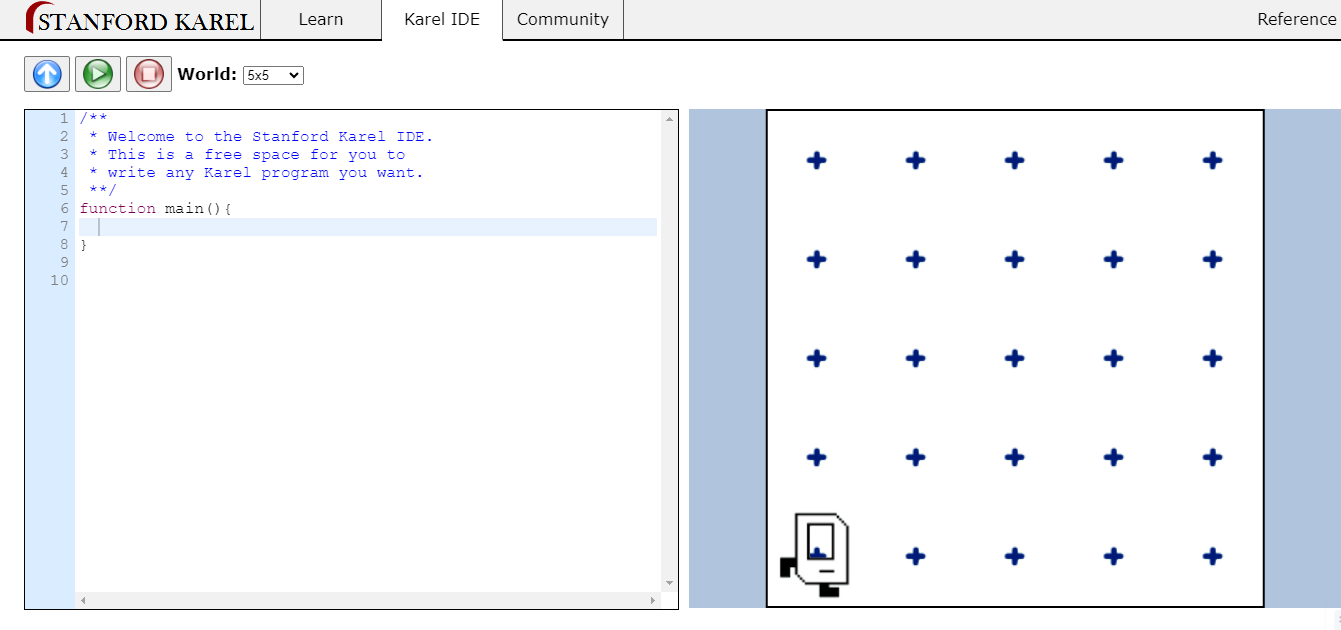 STANFORD KAREL
Learn
Karel IDE
Community
Reference
World: 5x5
1 /**
2  * Welcome to the Stanford Karel IDE.
3  * This is a free space for you to
4  * write any Karel program you want.
5  **/
6 function main(){
7
8 }
9
10